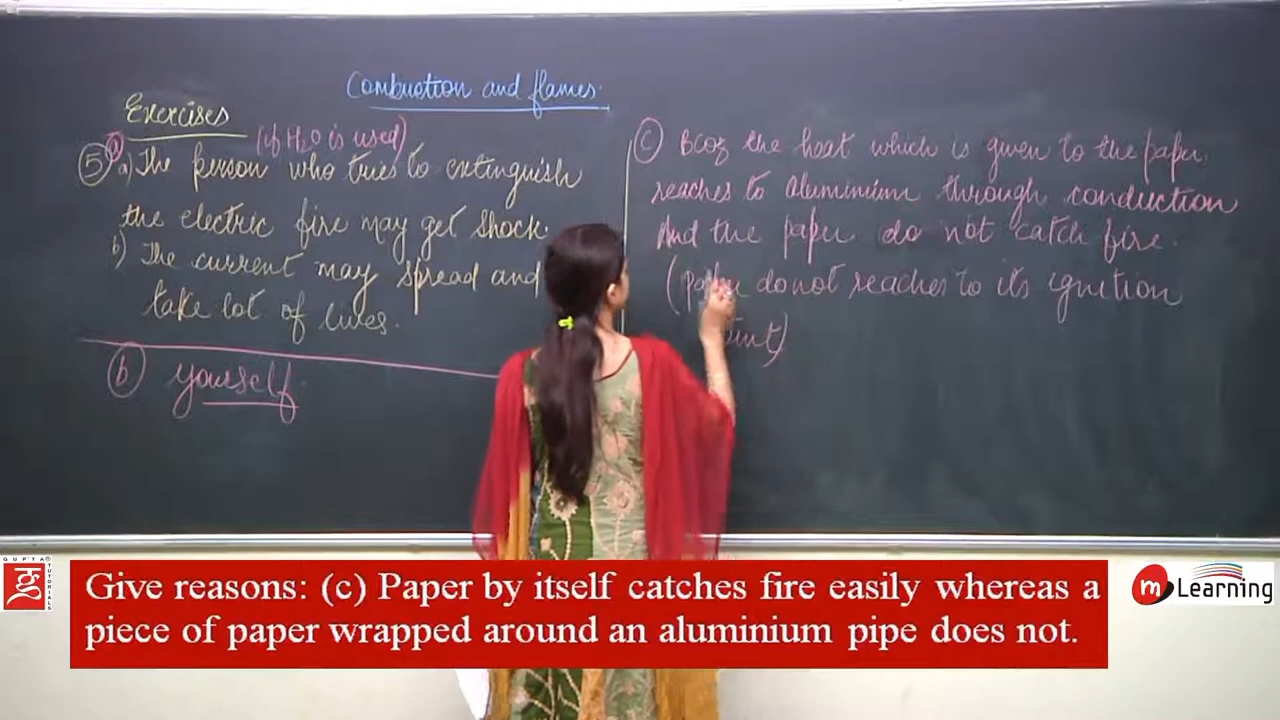 Combustion and flames.
Exercises
(if H2O is used)
5) a a) The person who tries to extinguish
the electric fire may get shock.
b) The current may spread and
take lot of lives.
b yourself.
c Bcoz the heat which is given to the paper
reaches to aluminium through conduction
And the paper do not catch fire.
(paper do not reaches to its ignition
point)
Give reasons: (c) Paper by itself catches fire easily whereas a
piece of paper wrapped around an aluminium pipe does not.
GUPTA
TUTORIALS
m Learning